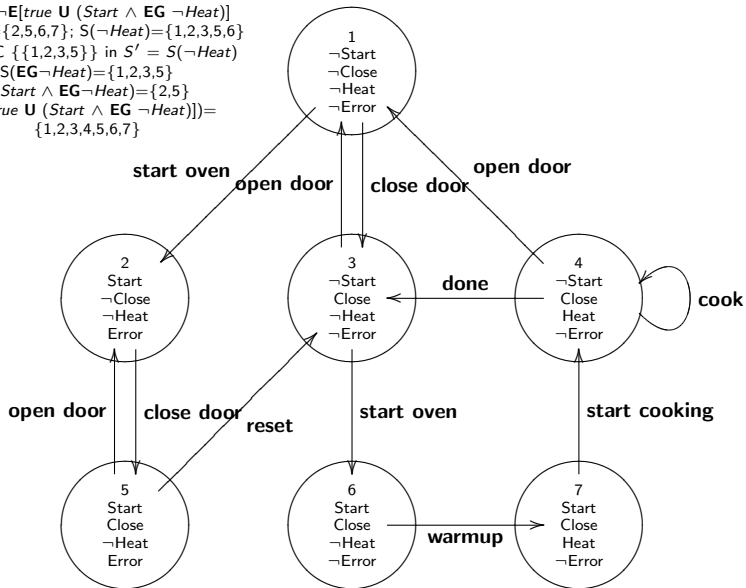 ¬E[true U (Start ∧ EG ¬Heat)]
={2,5,6,7}; S(¬Heat)={1,2,3,5,6}
C {{1,2,3,5}} in S′ = S(¬Heat)
S(EG¬Heat)={1,2,3,5}
Start ∧ EG¬Heat)={2,5}
ue U (Start ∧ EG ¬Heat)])=
{1,2,3,4,5,6,7}
1
¬Start
¬Close
¬Heat
¬Error
start oven
open door
close door
open door
2
Start
¬Close
¬Heat
Error
3
¬Start
Close
¬Heat
¬Error
done
4
¬Start
Close
Heat
¬Error
cook
open door
close door
reset
start oven
start cooking
5
Start
Close
¬Heat
Error
6
Start
Close
¬Heat
¬Error
warmup
7
Start
Close
Heat
¬Error